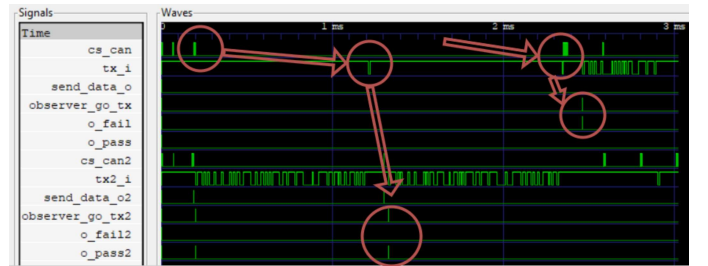 Signals
Waves
Time
1 ms
2 ms
3 ms
cs_can
tx_i
send_data_o
observer_go_tx
o_fail
o_pass
cs_can2
tx2_i
send_data_o2
observer_go_tx2
o_fail2
o_pass2